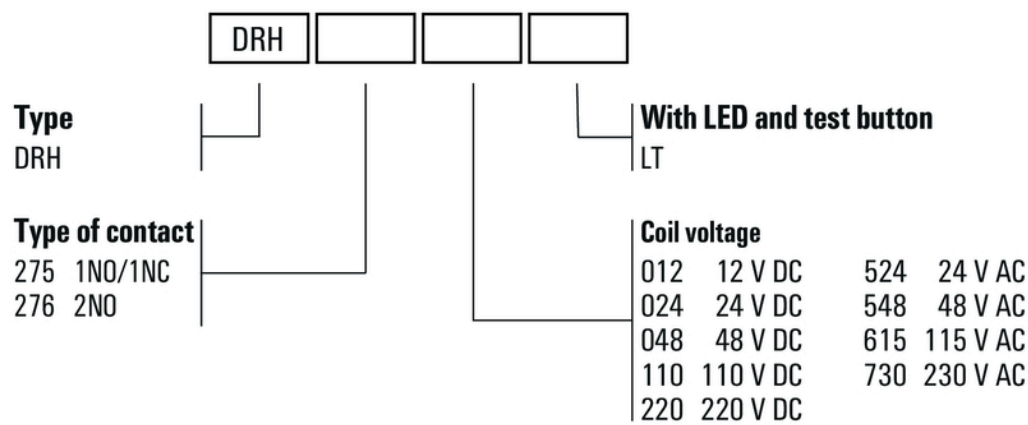 DRH
Type
DRH
With LED and test button
LT
Type of contact
275 1NO/1NC
276 2NO
Coil voltage
012 12 V DC 524 24 V AC
024 24 V DC 548 48 V AC
048 48 V DC 615 115 V AC
110 110 V DC 730 230 V AC
220 220 V DC